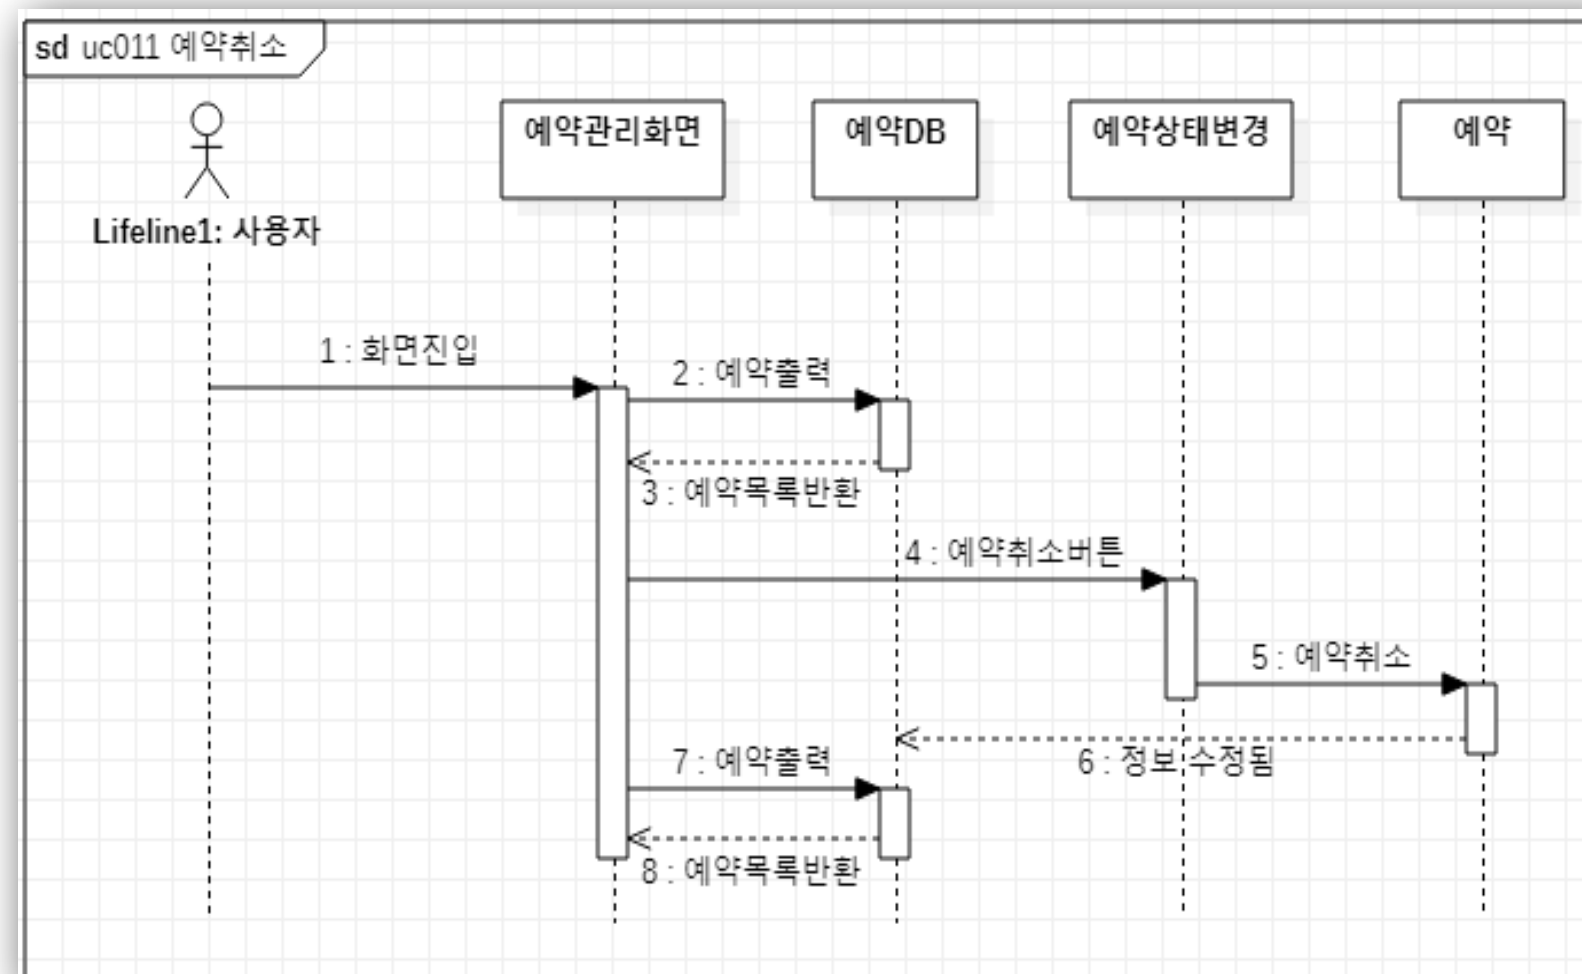 sd uc011 예약취소
예약관리화면
예약DB
예약상태변경
예약
Lifeline1: 사용자
1 : 화면진입
2 : 예약출력
3 : 예약목록반환
4 : 예약취소버튼
5 : 예약취소
6 : 정보 수정됨
7 : 예약출력
8 : 예약목록반환